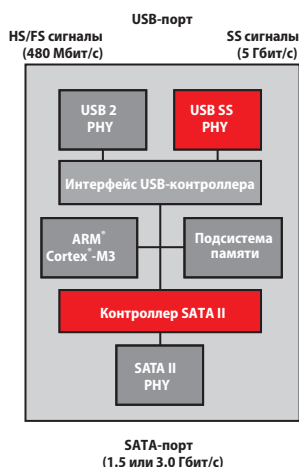 USB-порт
HS/FS сигналы
(480 Мбит/с)
SS сигналы
(5 Гбит/с)
USB 2
PHY
USB SS
PHY
Интерфейс USB-контроллера
ARM®
Cortex®-M3
Подсистема
памяти
Контроллер SATA II
SATA II
PHY
SATA-порт
(1.5 или 3.0 Гбит/с)